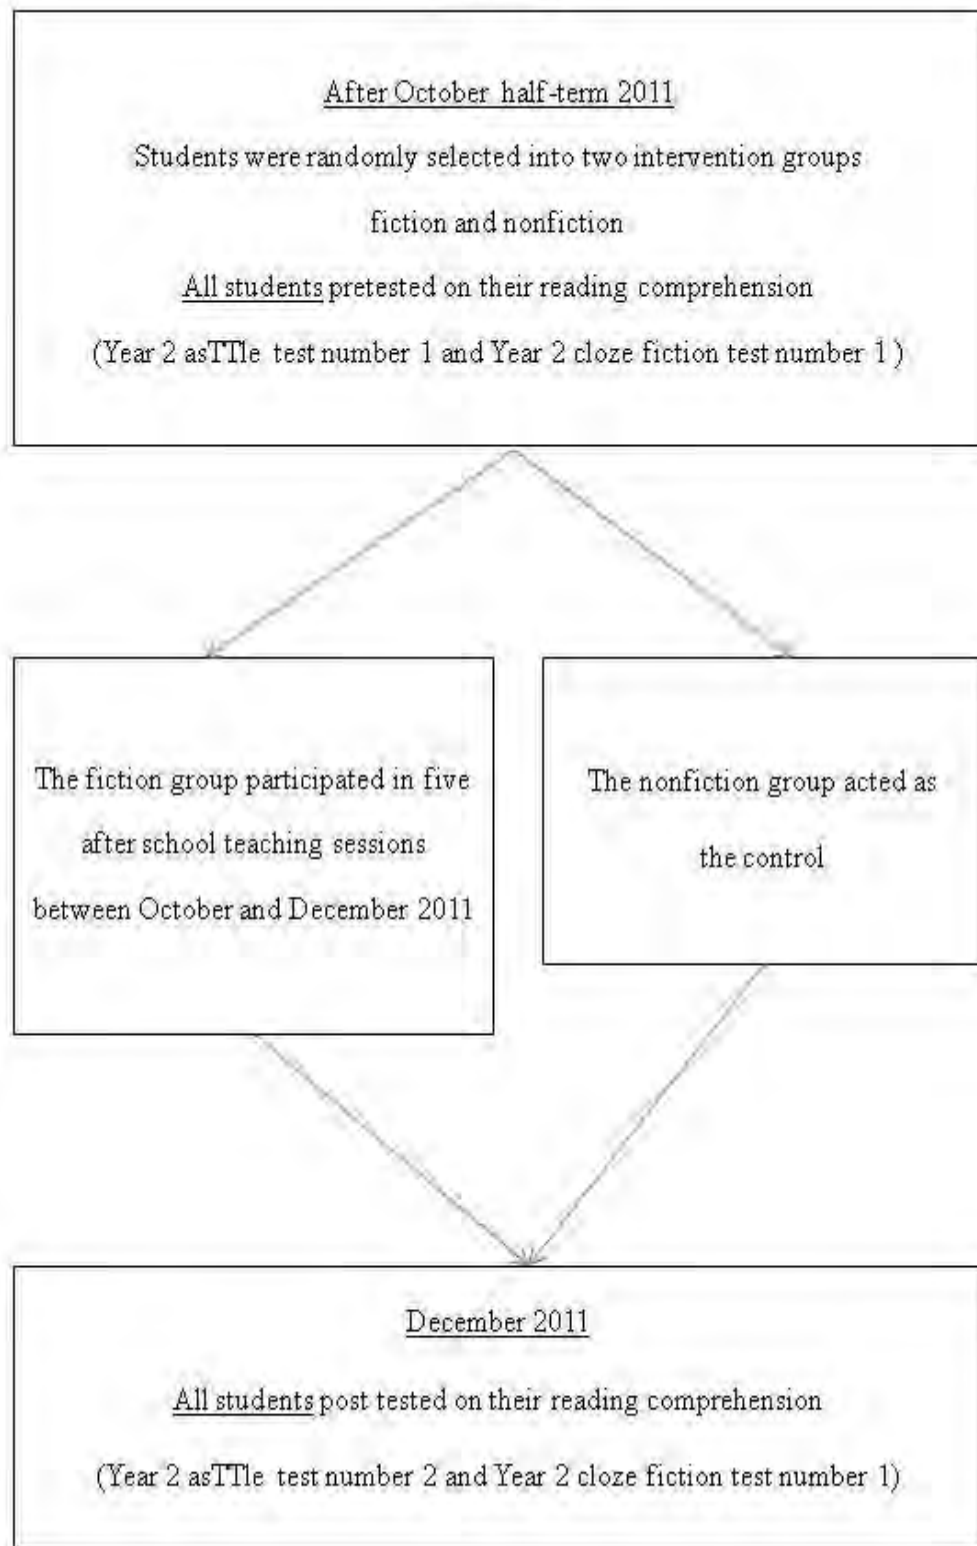 After October half-term 2011
Students were randomly selected into two intervention groups
fiction and nonfiction
All students pretested on their reading comprehension
(Year 2 asTTle test number 1 and Year 2 cloze fiction test number 1 )
The fiction group participated in five
after school teaching sessions
between October and December 2011
The nonfiction group acted as
the control
December 2011
All students post tested on their reading comprehension
(Year 2 asTTle test number 2 and Year 2 cloze fiction test number 1)